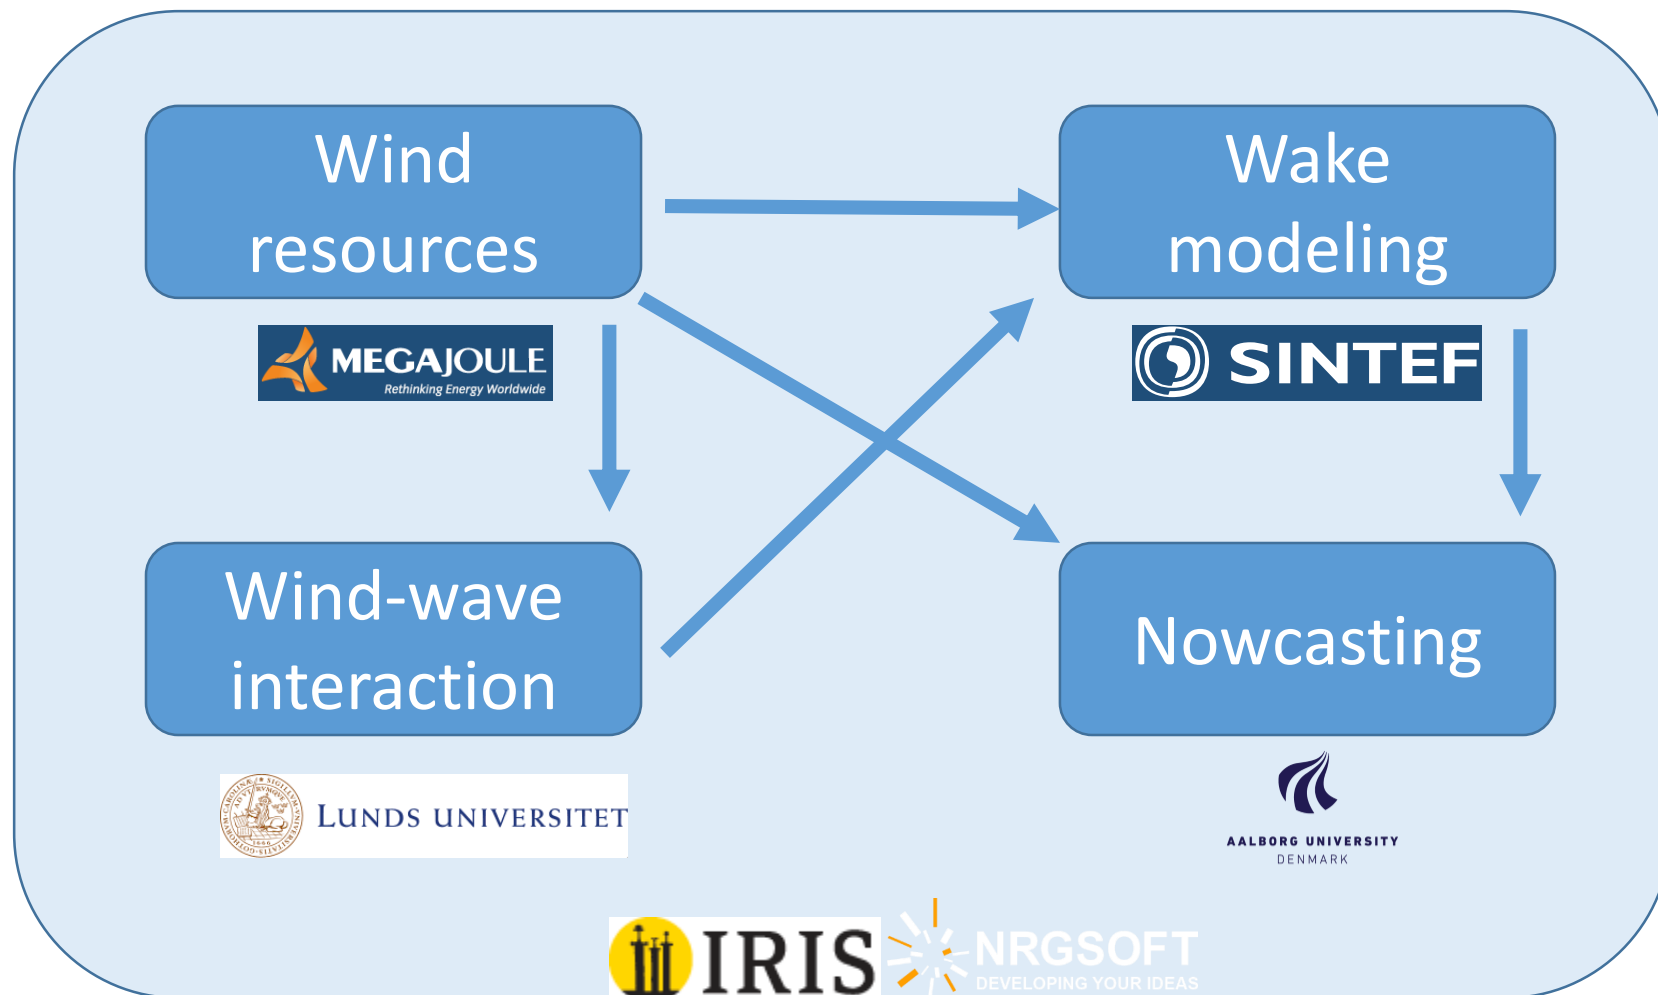 Wind
resources
Wake
modeling
MEGAJOULE
Rethinking Energy Worldwide
SINTEF
Wind-wave
interaction
Nowcasting
LUNDS UNIVERSITET
AALBORG UNIVERSITY
DENMARK
IRIS
NRGSOFT
DEVELOPING YOUR IDEAS